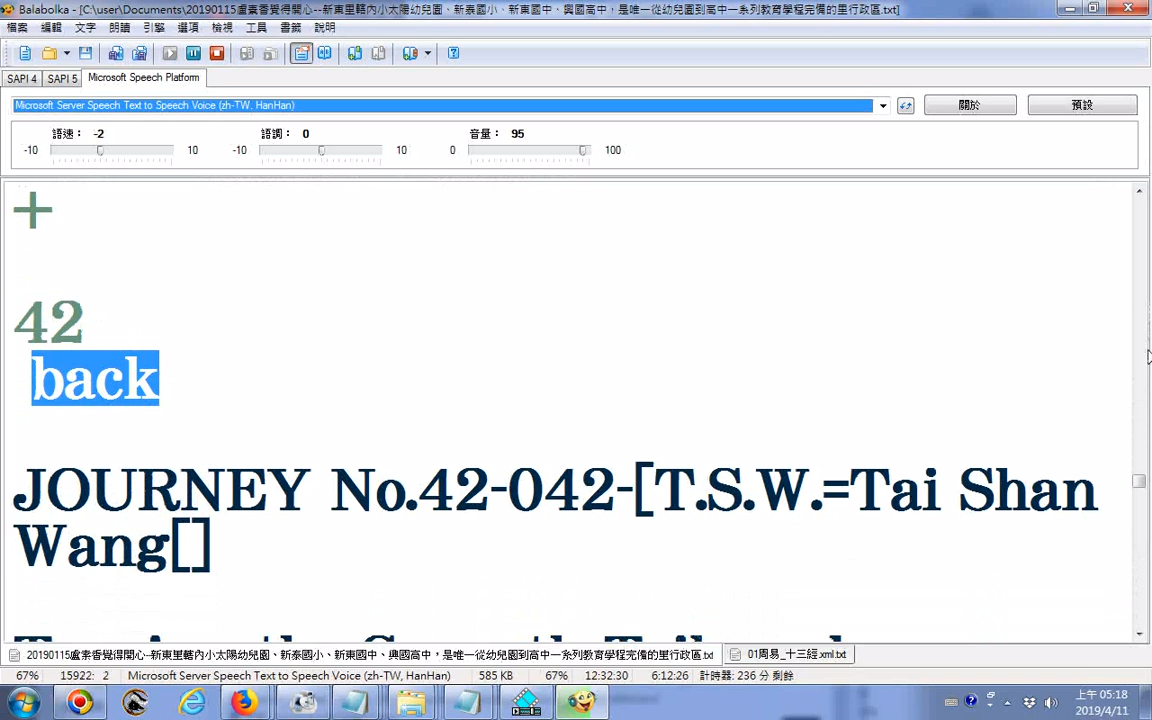 Balabolka - [C:\user\Documents\20190115盧素香覺得開心--新東里轄內小太陽幼兒園、新泰國小、新東國中、興國高中，是唯一從幼兒園到高中一系列教育學程完備的里行政區.txt]
檔案 編輯 文字 朗讀 引擎 選項 檢視 工具 書籤 說明
SAPI 4 SAPI 5 Microsoft Speech Platform
Microsoft Server Speech Text to Speech Voice (zh-TW, HanHan) 關於 預設
語速： -2 語調： 0 音量： 95
-10 10 -10 10 0 100
+
42
back
JOURNEY No.42-042-[T.S.W.=Tai Shan
Wang[]
20190115盧素香覺得開心--新東里轄內小太陽幼兒園、新泰國小、新東國中、興國高中，是唯一從幼兒園到高中一系列教育學程完備的里行政區.txt 01周易_十三經.xml.txt
67% 15922: 2 Microsoft Server Speech Text to Speech Voice (zh-TW, HanHan) 585 KB 67% 12:32:30 6:12:26 計時器: 236 分 剩餘
上午 05:18
2019/4/11